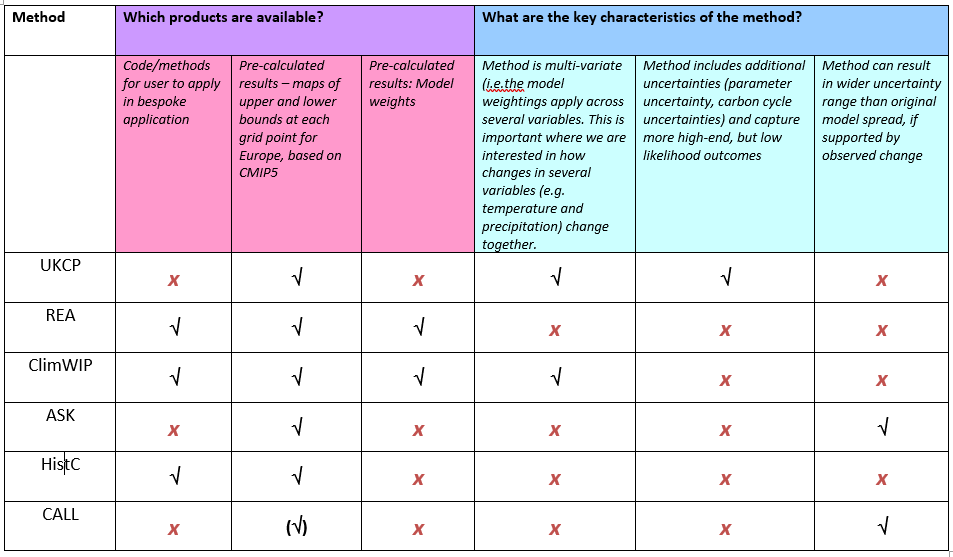 Method Which products are available? What are the key characteristics of the method?
Code/methods
for user to apply
in bespoke
application
Pre-calculated
results – maps of
upper and lower
bounds at each
grid point for
Europe, based on
CMIP5
Pre-calculated
results: Model
weights
Method is multi-variate
(i.e.the model
weightings apply across
several variables. This is
important where we are
interested in how
changes in several
variables (e.g.
temperature and
precipitation) change
together.
Method includes additional
uncertainties (parameter
uncertainty, carbon cycle
uncertainties) and capture
more high-end, but low
likelihood outcomes
Method can result
in wider uncertainty
range than original
model spread, if
supported by
observed change
UKCP x √ x √ √ x
REA √ √ √ x x x
ClimWIP √ √ √ √ x x
ASK x √ x x x √
HistC √ √ x x x x
CALL x (√) x x x √